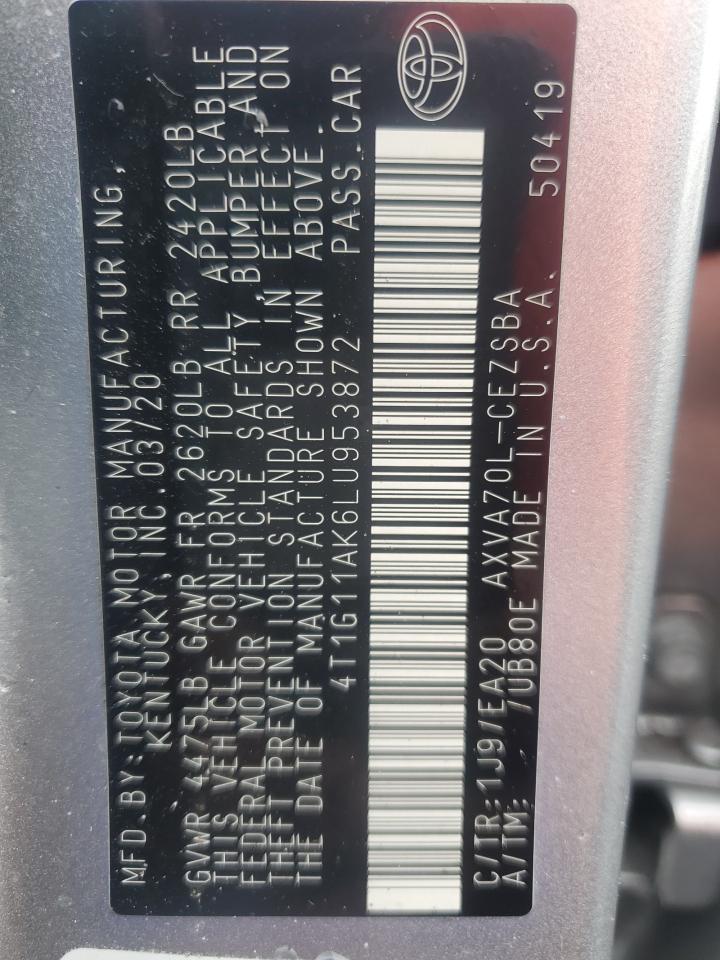 MFD.BY:TOYOTA MOTOR MANUFACTURING,
KENTUCKY, INC.03/20
GVWR 4475LB GAWR FR 2620LB RR 2420LB
THIS VEHICLE CONFORMS TO ALL APPLICABLE
FEDERAL MOTOR VEHICLE SAFETY,BUMPER,AND
THEFT PREVENTION STANDARDS IN EFFECT ON
THE DATE OF MANUFACTURE SHOWN ABOVE.
4T1G11AK6LU953872 PASS.CAR
C/TR:1J9/EA20 AXVA70L-CEZSBA
A/TM: /UB80E MADE IN U.S.A. 50419